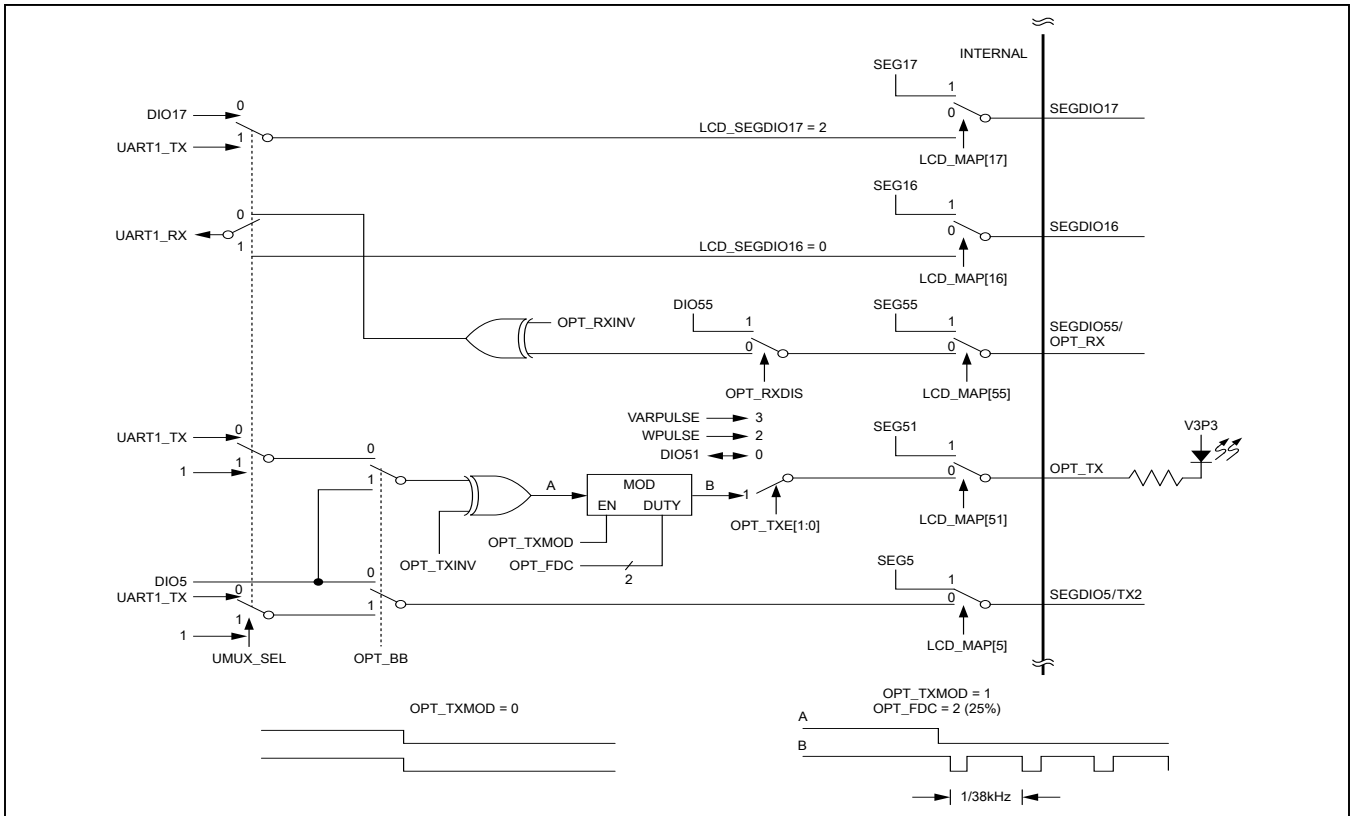 INTERNAL
SEG17
1
0
DIO17
0
1
UART1_TX
LCD_SEGDIO17 = 2
SEGDIO17
LCD_MAP[17]
SEG16
1
0
UART1_RX
0
1
LCD_SEGDIO16 = 0
SEGDIO16
LCD_MAP[16]
OPT_RXINV
DIO55
1
0
OPT_RXDIS
SEG55
1
0
SEGDIO55/
OPT_RX
LCD_MAP[55]
VARPULSE 3
WPULSE 2
DIO51 0
UART1_TX
0
1
1
0
1
A
MOD
EN DUTY
B
1
OPT_TXE[1:0]
SEG51
1
0
OPT_TX
V3P3
LCD_MAP[51]
OPT_TXINV
OPT_TXMOD
OPT_FDC
2
DIO5
UART1_TX
0
1
1
0
1
UMUX_SEL
OPT_BB
SEG5
1
0
SEGDIO5/TX2
LCD_MAP[5]
OPT_TXMOD = 0
OPT_TXMOD = 1
OPT_FDC = 2 (25%)
A
B
1/38kHz